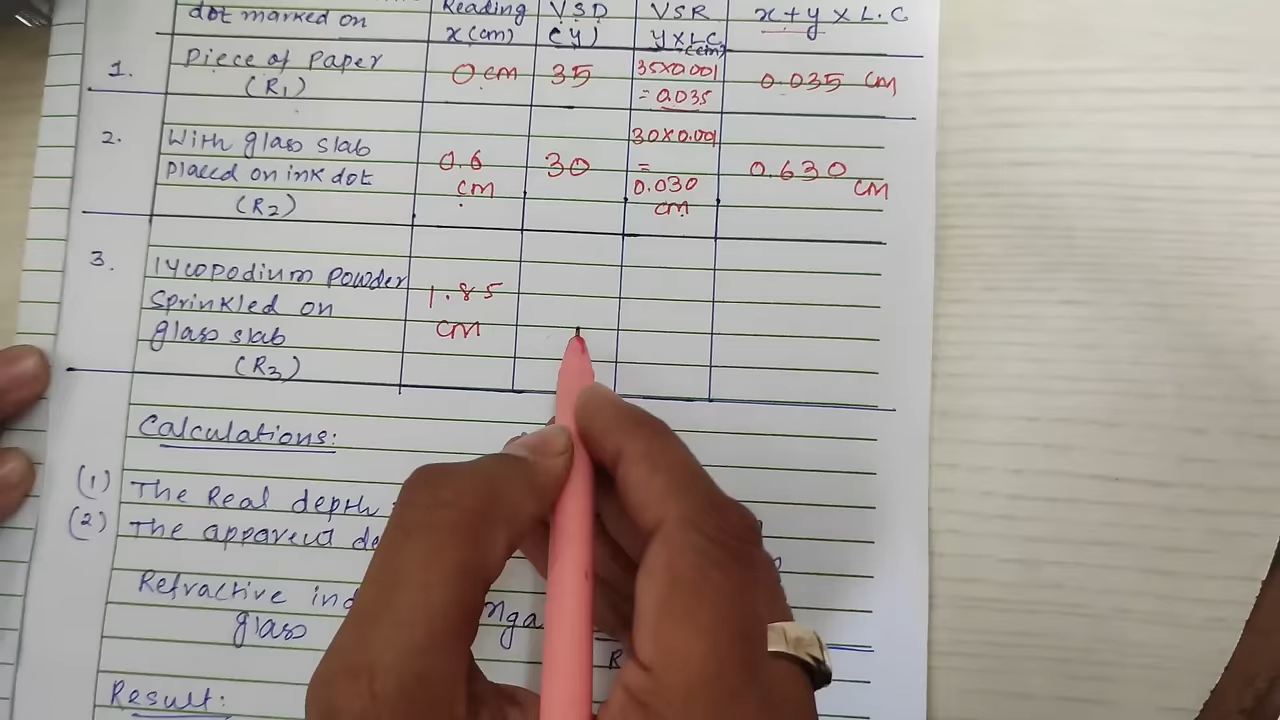 dot marked on Reading VSD VSR x+y x L.C
x(cm) (y) y x LC
(cm)
1. Piece of Paper 0 cm 35 35x0.001 0.035 cm
(R1) = 0.035
2. With glass slab 0.6 30 30x0.001 0.630 cm
placed on ink dot cm =
(R2) 0.030
cm
3. lycopodium powder 1.85
Sprinkled on cm
glass slab
(R3)
Calculations:
(1) The Real depth
(2) The apparent
Refractive
glass nga
R
Result: